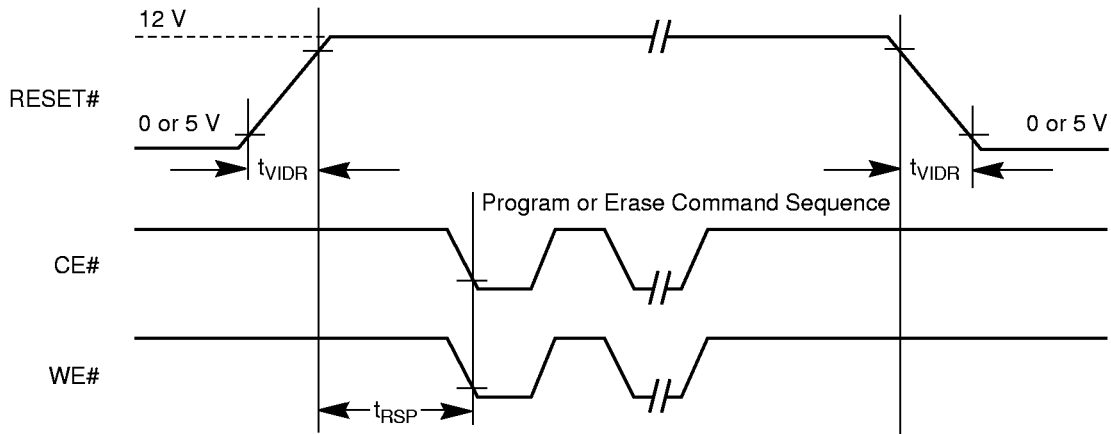 12 V
RESET#
0 or 5 V
0 or 5 V
tVIDR
tVIDR
Program or Erase Command Sequence
CE#
WE#
tRSP